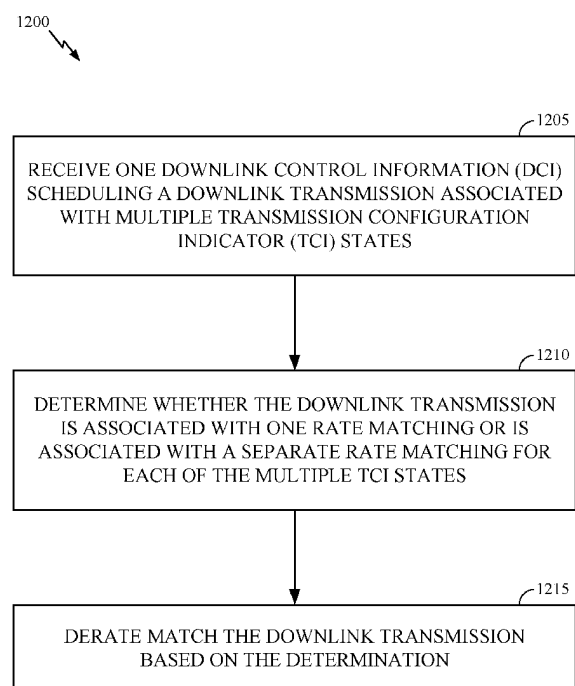 1200
1205
RECEIVE ONE DOWNLINK CONTROL INFORMATION (DCI)
SCHEDULING A DOWNLINK TRANSMISSION ASSOCIATED
WITH MULTIPLE TRANSMISSION CONFIGURATION
INDICATOR (TCI) STATES
1210
DETERMINE WHETHER THE DOWNLINK TRANSMISSION
IS ASSOCIATED WITH ONE RATE MATCHING OR IS
ASSOCIATED WITH A SEPARATE RATE MATCHING FOR
EACH OF THE MULTIPLE TCI STATES
1215
DERATE MATCH THE DOWNLINK TRANSMISSION
BASED ON THE DETERMINATION